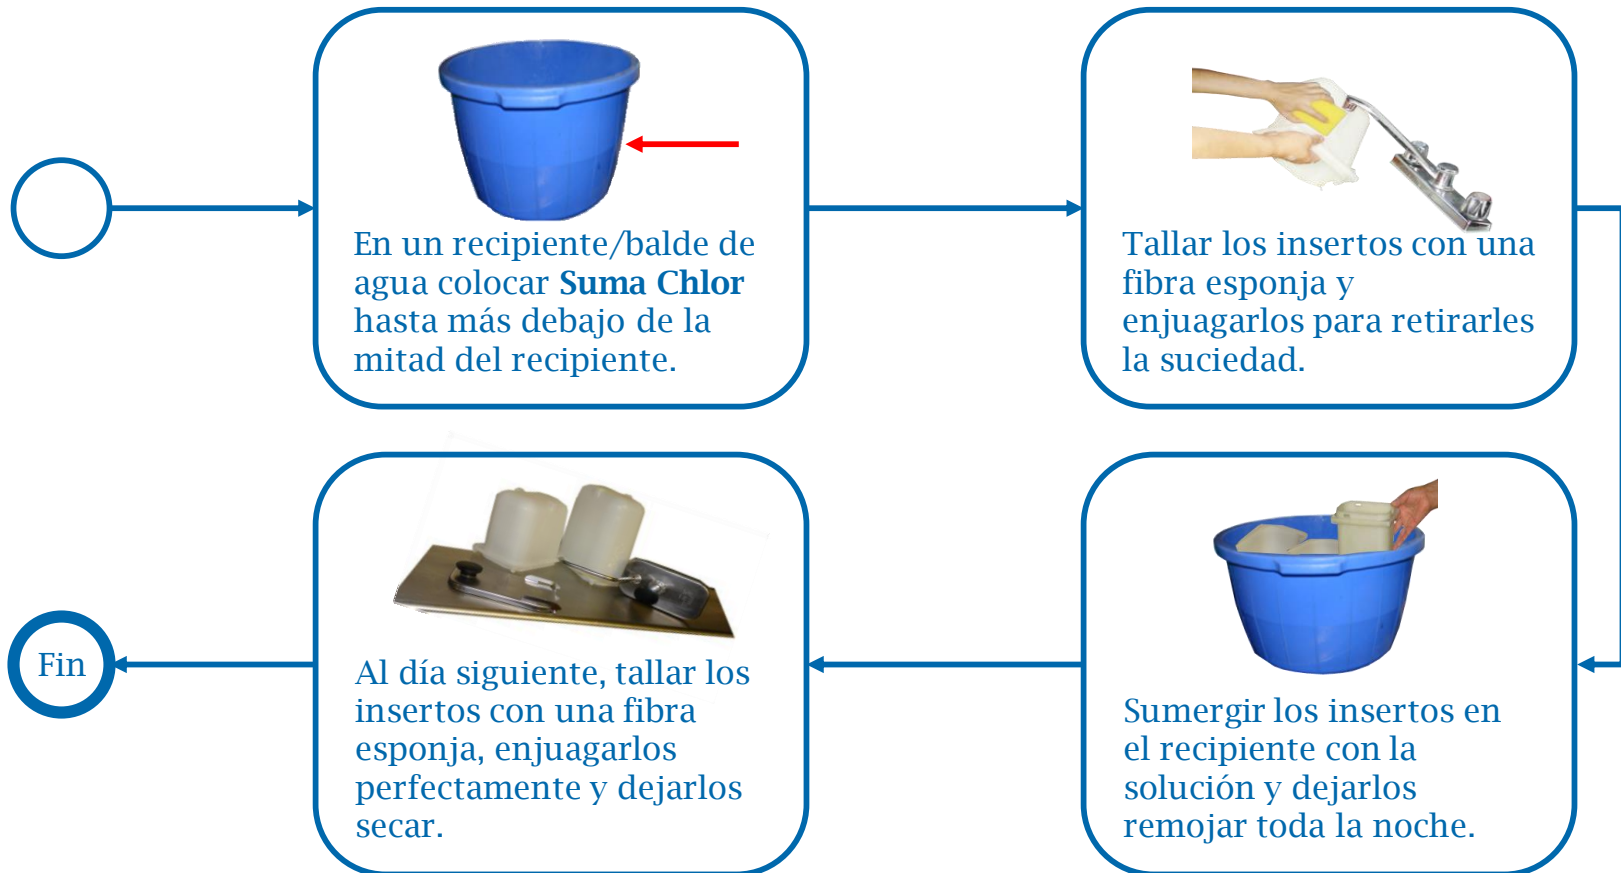 En un recipiente/balde de
agua colocar Suma Chlor
hasta más debajo de la
mitad del recipiente.
Tallar los insertos con una
fibra esponja y
enjuagarlos para retirarles
la suciedad.
Sumergir los insertos en
el recipiente con la
solución y dejarlos
remojar toda la noche.
Al día siguiente, tallar los
insertos con una fibra
esponja, enjuagarlos
perfectamente y dejarlos
secar.
Fin